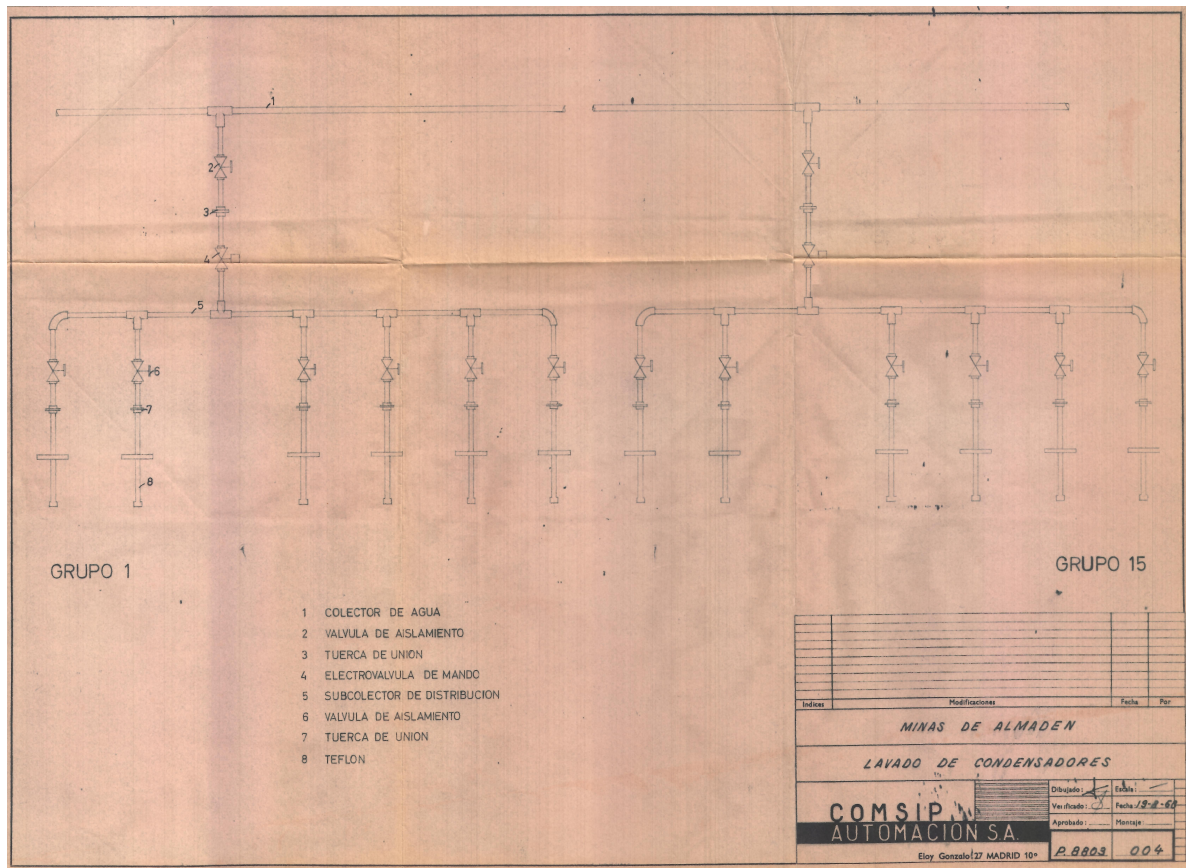 1
2
3
4
5
6
7
8
GRUPO 1
GRUPO 15
1 COLECTOR DE AGUA
2 VALVULA DE AISLAMIENTO
3 TUERCA DE UNION
4 ELECTROVALVULA DE MANDO
5 SUBCOLECTOR DE DISTRIBUCION
6 VALVULA DE AISLAMIENTO
7 TUERCA DE UNION
8 TEFLON
Indices Modificaciones Fecha Por
MINAS DE ALMADEN
LAVADO DE CONDENSADORES
COMSIP
AUTOMACION S.A.
Eloy Gonzalo 27 MADRID 10º
Dibujado: Escala:
Verificado: Fecha:
Aprobado: Montaje:
P. 8803 004